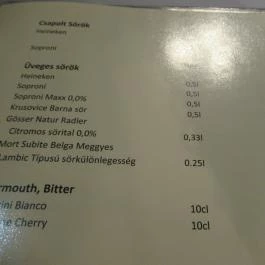 Csapolt Sörök
Heineken
Soproni
Üveges sörök
Heineken
Soproni 0,5l
Soproni Maxx 0,0% 0,5l
Krusovice Barna sör 0,5l
Gösser Natur Radler 0,5l
Citromos sörital 0,0%
Mort Subite Belga Meggyes 0,33l
Lambic Típusú sörkülönlegesség 0.25l
rmouth, Bitter
ini Bianco 10cl
ne Cherry 10cl